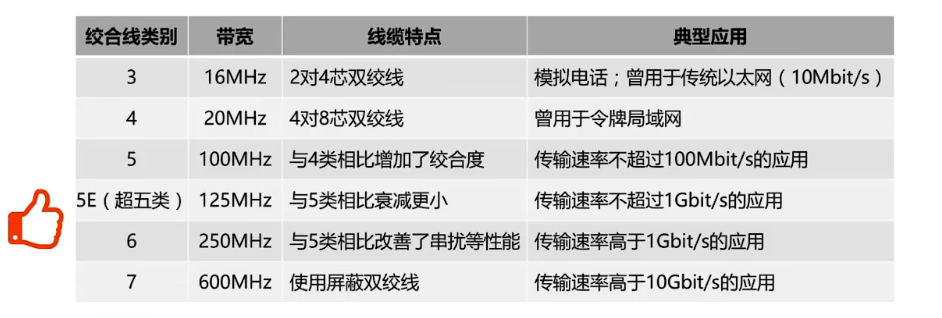 绞合线类别 带宽 线缆特点 典型应用
3 16MHz 2对4芯双绞线 模拟电话；曾用于传统以太网（10Mbit/s）
4 20MHz 4对8芯双绞线 曾用于令牌局域网
5 100MHz 与4类相比增加了绞合度 传输速率不超过100Mbit/s的应用
5E（超五类） 125MHz 与5类相比衰减更小 传输速率不超过1Gbit/s的应用
6 250MHz 与5类相比改善了串扰等性能 传输速率高于1Gbit/s的应用
7 600MHz 使用屏蔽双绞线 传输速率高于10Gbit/s的应用